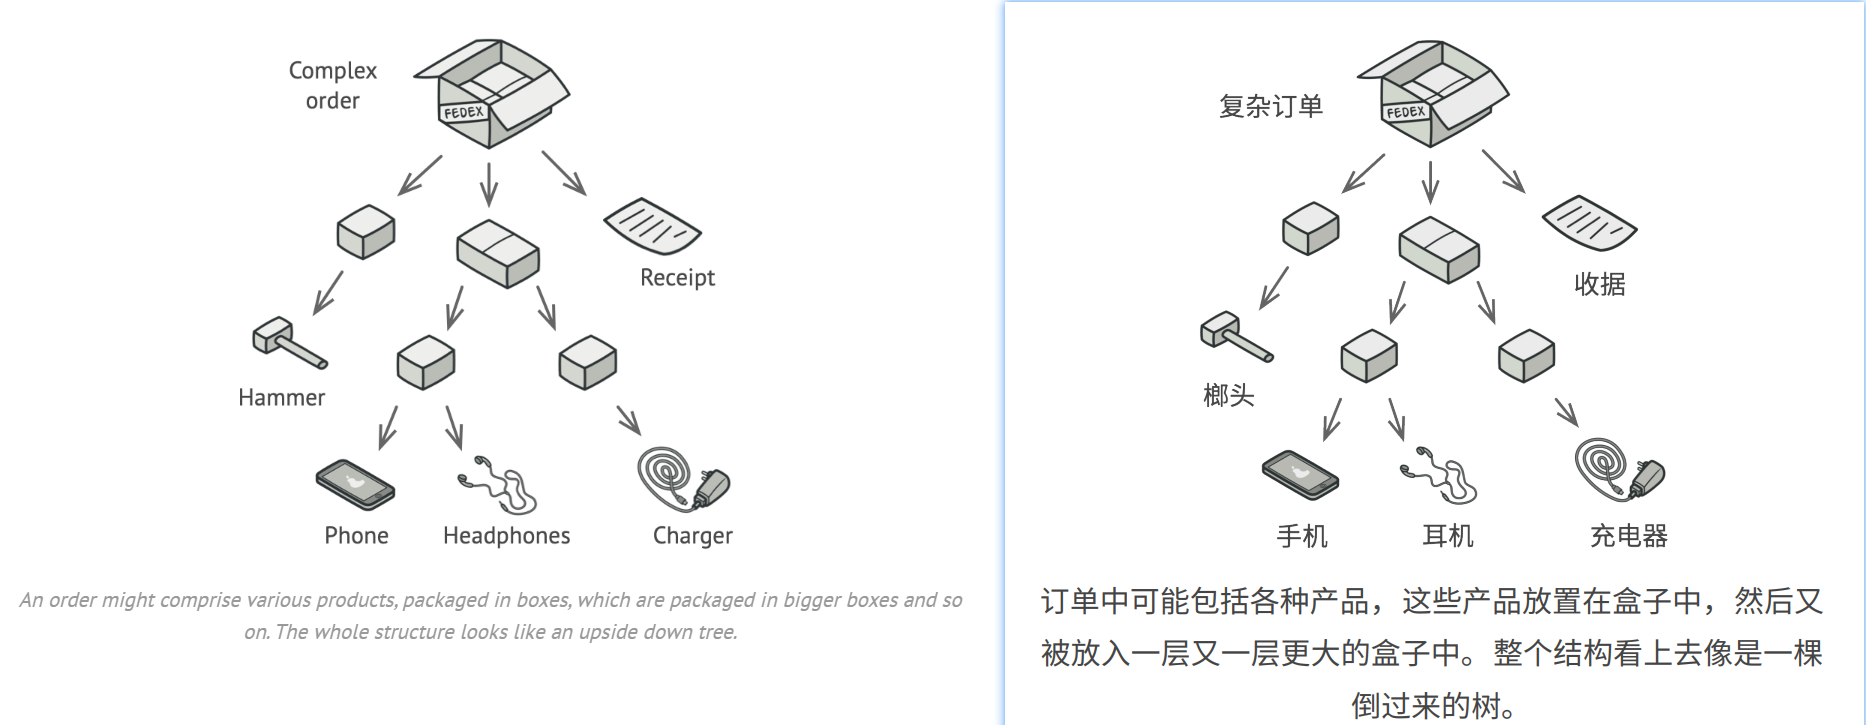 Complex
order
FEDEX
Receipt
Hammer
Phone
Headphones
Charger
An order might comprise various products, packaged in boxes, which are packaged in bigger boxes and so
on. The whole structure looks like an upside down tree.
复杂订单
FEDEX
收据
榔头
手机
耳机
充电器
订单中可能包括各种产品，这些产品放置在盒子中，然后又
被放入一层又一层更大的盒子中。整个结构看上去像是一棵
倒过来的树。